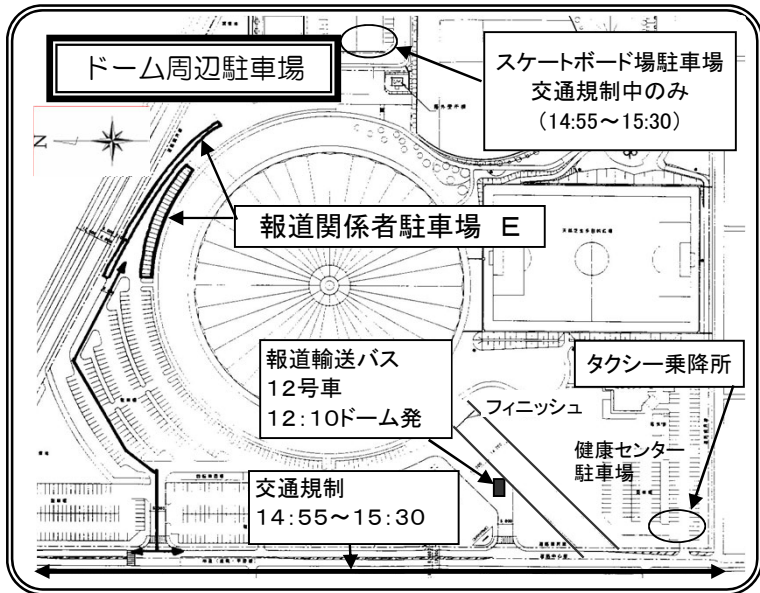 ドーム周辺駐車場
スケートボード場駐車場
交通規制中のみ
（14:55～15:30）
N
報道関係者駐車場 E
報道輸送バス
12号車
12：10ドーム発
タクシー乗降所
フィニッシュ
健康センター
駐車場
交通規制
14：55～15：30